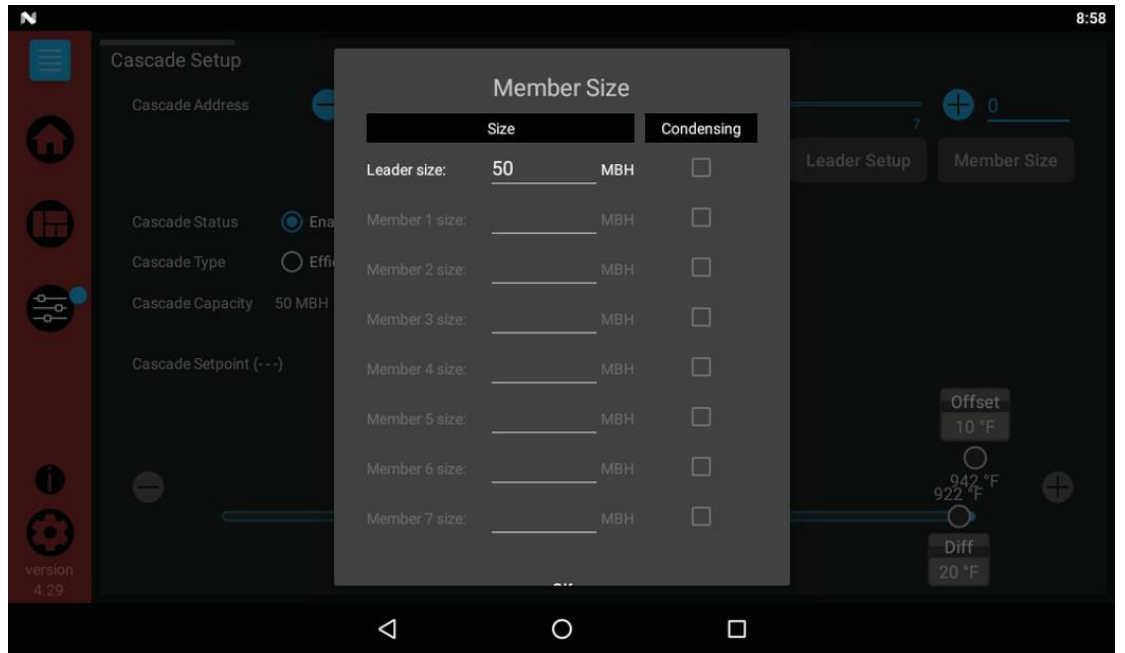 8:58
Cascade Setup
Cascade Address
7
0
Leader Setup
Member Size
Cascade Status
Ena
Cascade Type
Effi
Cascade Capacity 50 MBH
Cascade Setpoint (---)
Offset
10 °F
942 °F
922 °F
Diff
20 °F
version
4.29
Member Size
Size Condensing
Leader size: 50 MBH
Member 1 size: MBH
Member 2 size: MBH
Member 3 size: MBH
Member 4 size: MBH
Member 5 size: MBH
Member 6 size: MBH
Member 7 size: MBH